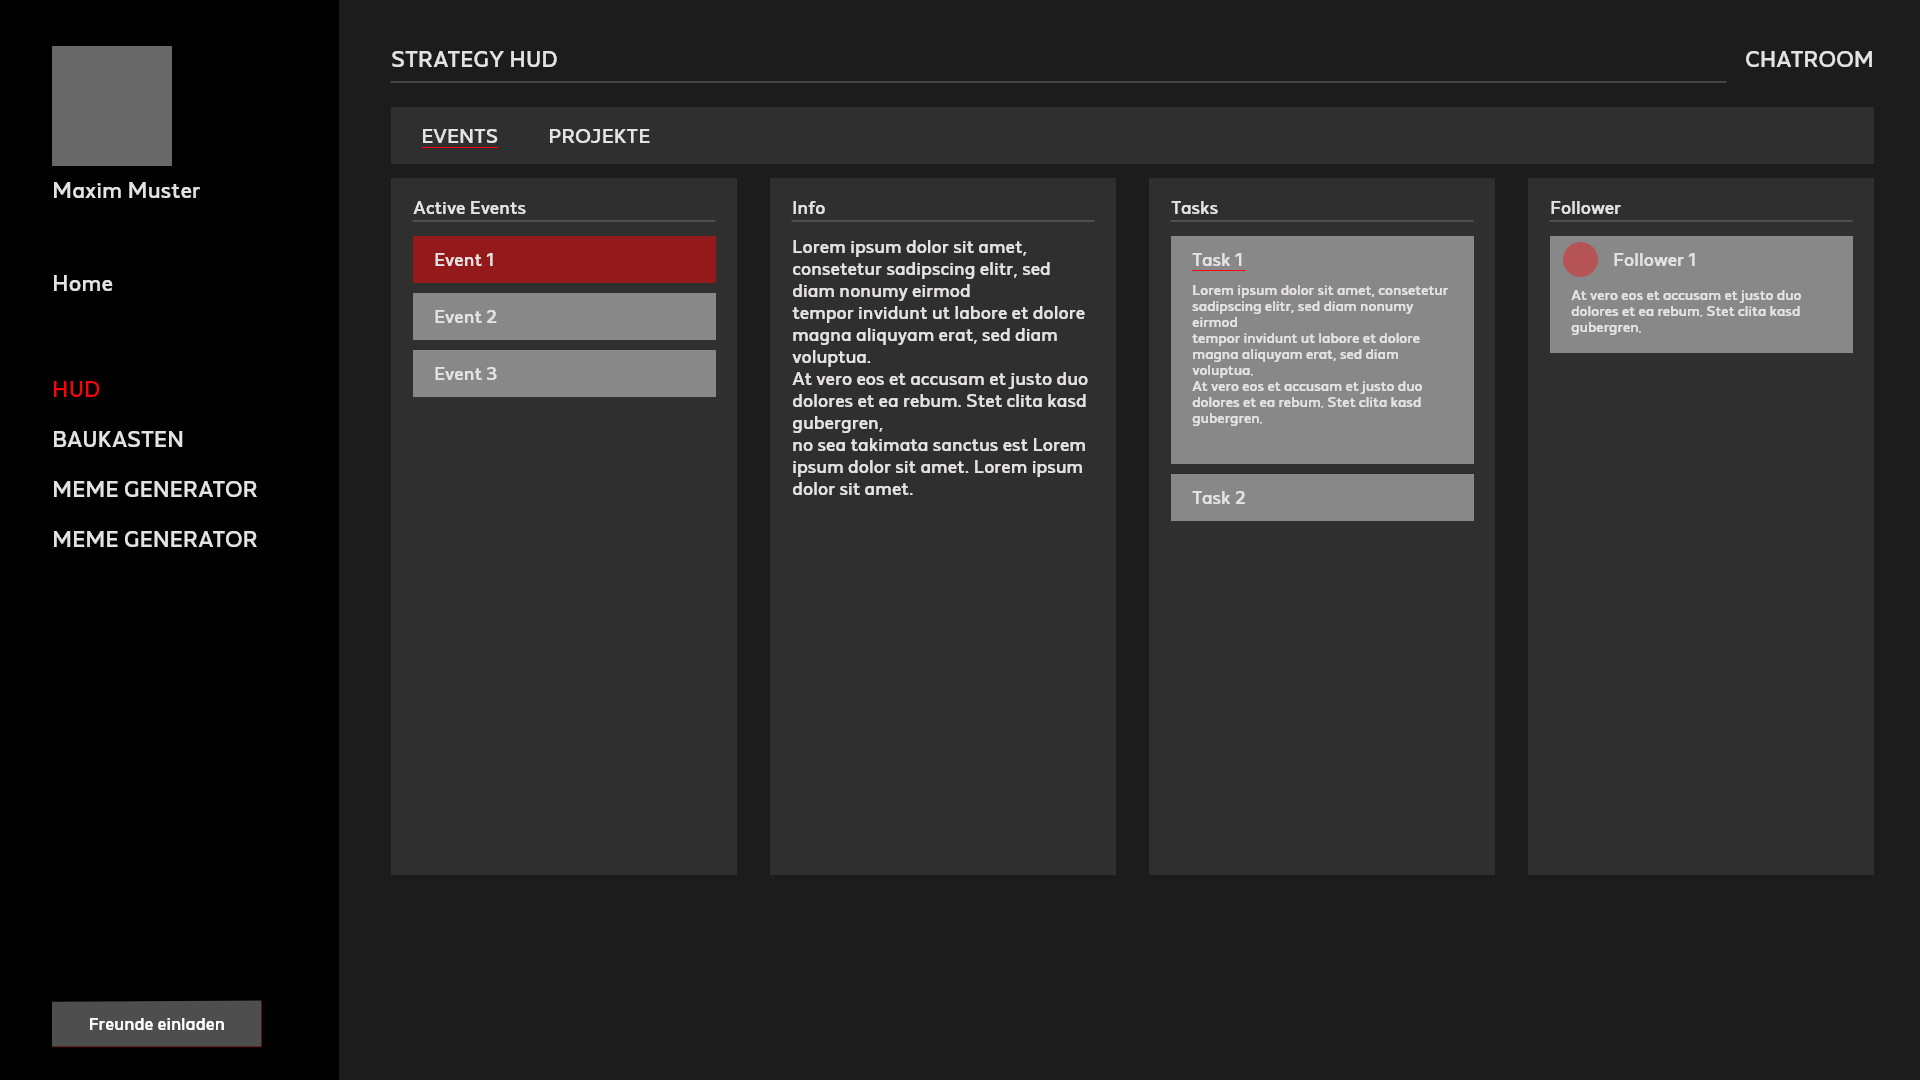 Maxim Muster
Home
HUD
BAUKASTEN
MEME GENERATOR
MEME GENERATOR
Freunde einladen
STRATEGY HUD
CHATROOM
EVENTS
PROJEKTE
Active Events
Event 1
Event 2
Event 3
Info
Lorem ipsum dolor sit amet,
consetetur sadipscing elitr, sed
diam nonumy eirmod
tempor invidunt ut labore et dolore
magna aliquyam erat, sed diam
voluptua.
At vero eos et accusam et justo duo
dolores et ea rebum. Stet clita kasd
gubergren,
no sea takimata sanctus est Lorem
ipsum dolor sit amet. Lorem ipsum
dolor sit amet.
Tasks
Task 1
Lorem ipsum dolor sit amet, consetetur
sadipscing elitr, sed diam nonumy
eirmod
tempor invidunt ut labore et dolore
magna aliquyam erat, sed diam
voluptua.
At vero eos et accusam et justo duo
dolores et ea rebum. Stet clita kasd
gubergren.
Task 2
Follower
Follower 1
At vero eos et accusam et justo duo
dolores et ea rebum. Stet clita kasd
gubergren.